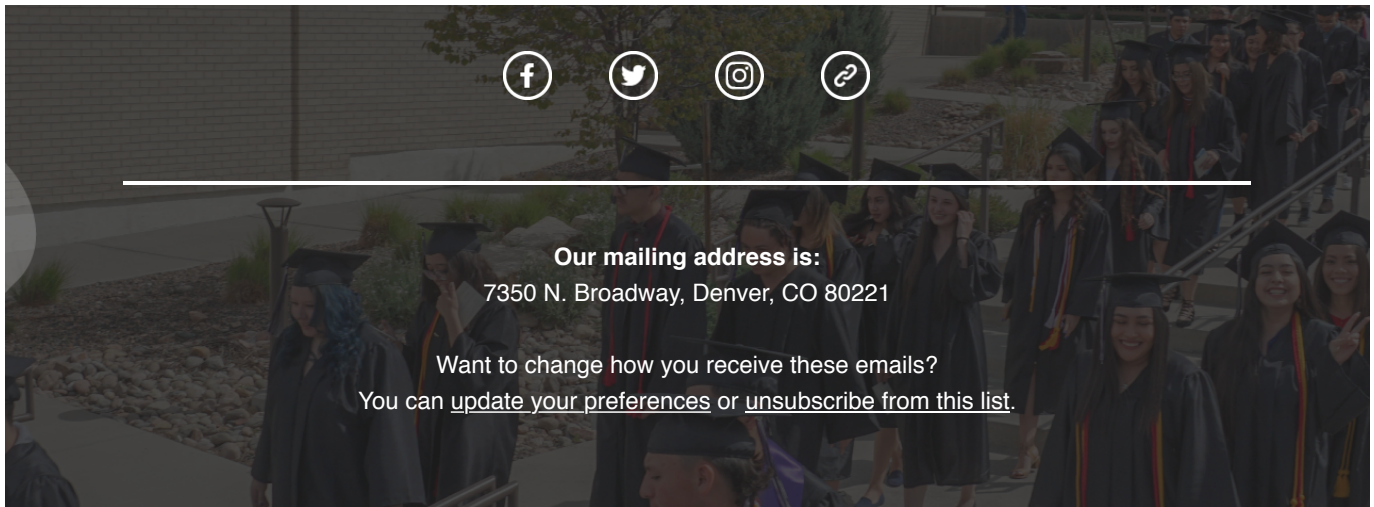 Our mailing address is:
7350 N. Broadway, Denver, CO 80221
Want to change how you receive these emails?
You can update your preferences or unsubscribe from this list.